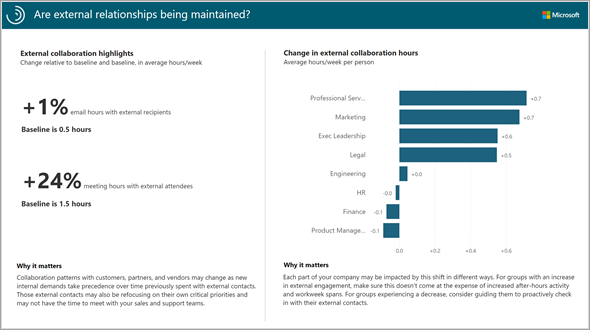 Are external relationships being maintained?
Microsoft
External collaboration highlights
Change relative to baseline and baseline, in average hours/week
+1% email hours with external recipients
Baseline is 0.5 hours
+24% meeting hours with external attendees
Baseline is 1.5 hours
Why it matters
Collaboration patterns with customers, partners, and vendors may change as new
internal demands take precedence over time previously spent with external contacts.
Those external contacts may also be refocusing on their own critical priorities and
may not have the time to meet with your sales and support teams.
Change in external collaboration hours
Average hours/week per person
Professional Serv... +0.7
Marketing +0.7
Exec Leadership +0.6
Legal +0.5
Engineering +0.0
HR -0.0
Finance -0.1
Product Manage... -0.1
0.0 +0.2 +0.4 +0.6
Why it matters
Each part of your company may be impacted by this shift in different ways. For groups with an increase
in external engagement, make sure this doesn't come at the expense of increased after-hours activity
and workweek spans. For groups experiencing a decrease, consider guiding them to proactively check
in with their external contacts.